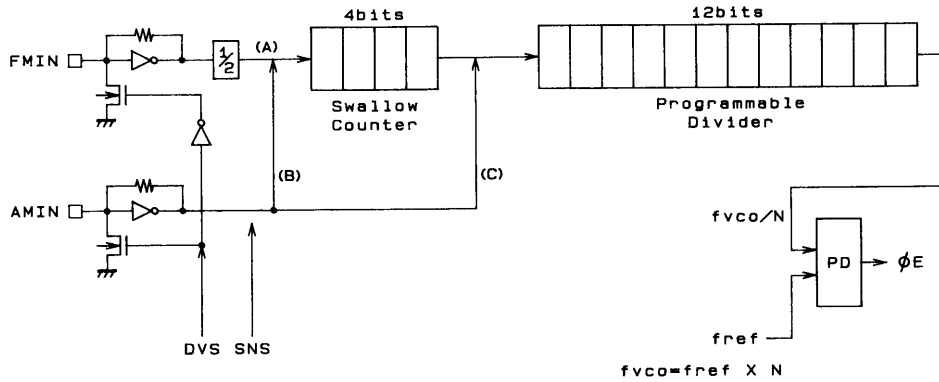 4bits
12bits
FMIN
1/2
(A)
Swallow
Counter
Programmable
Divider
(B)
(C)
AMIN
fvco/N
PD
φE
fref
DVS SNS
fvco=fref X N